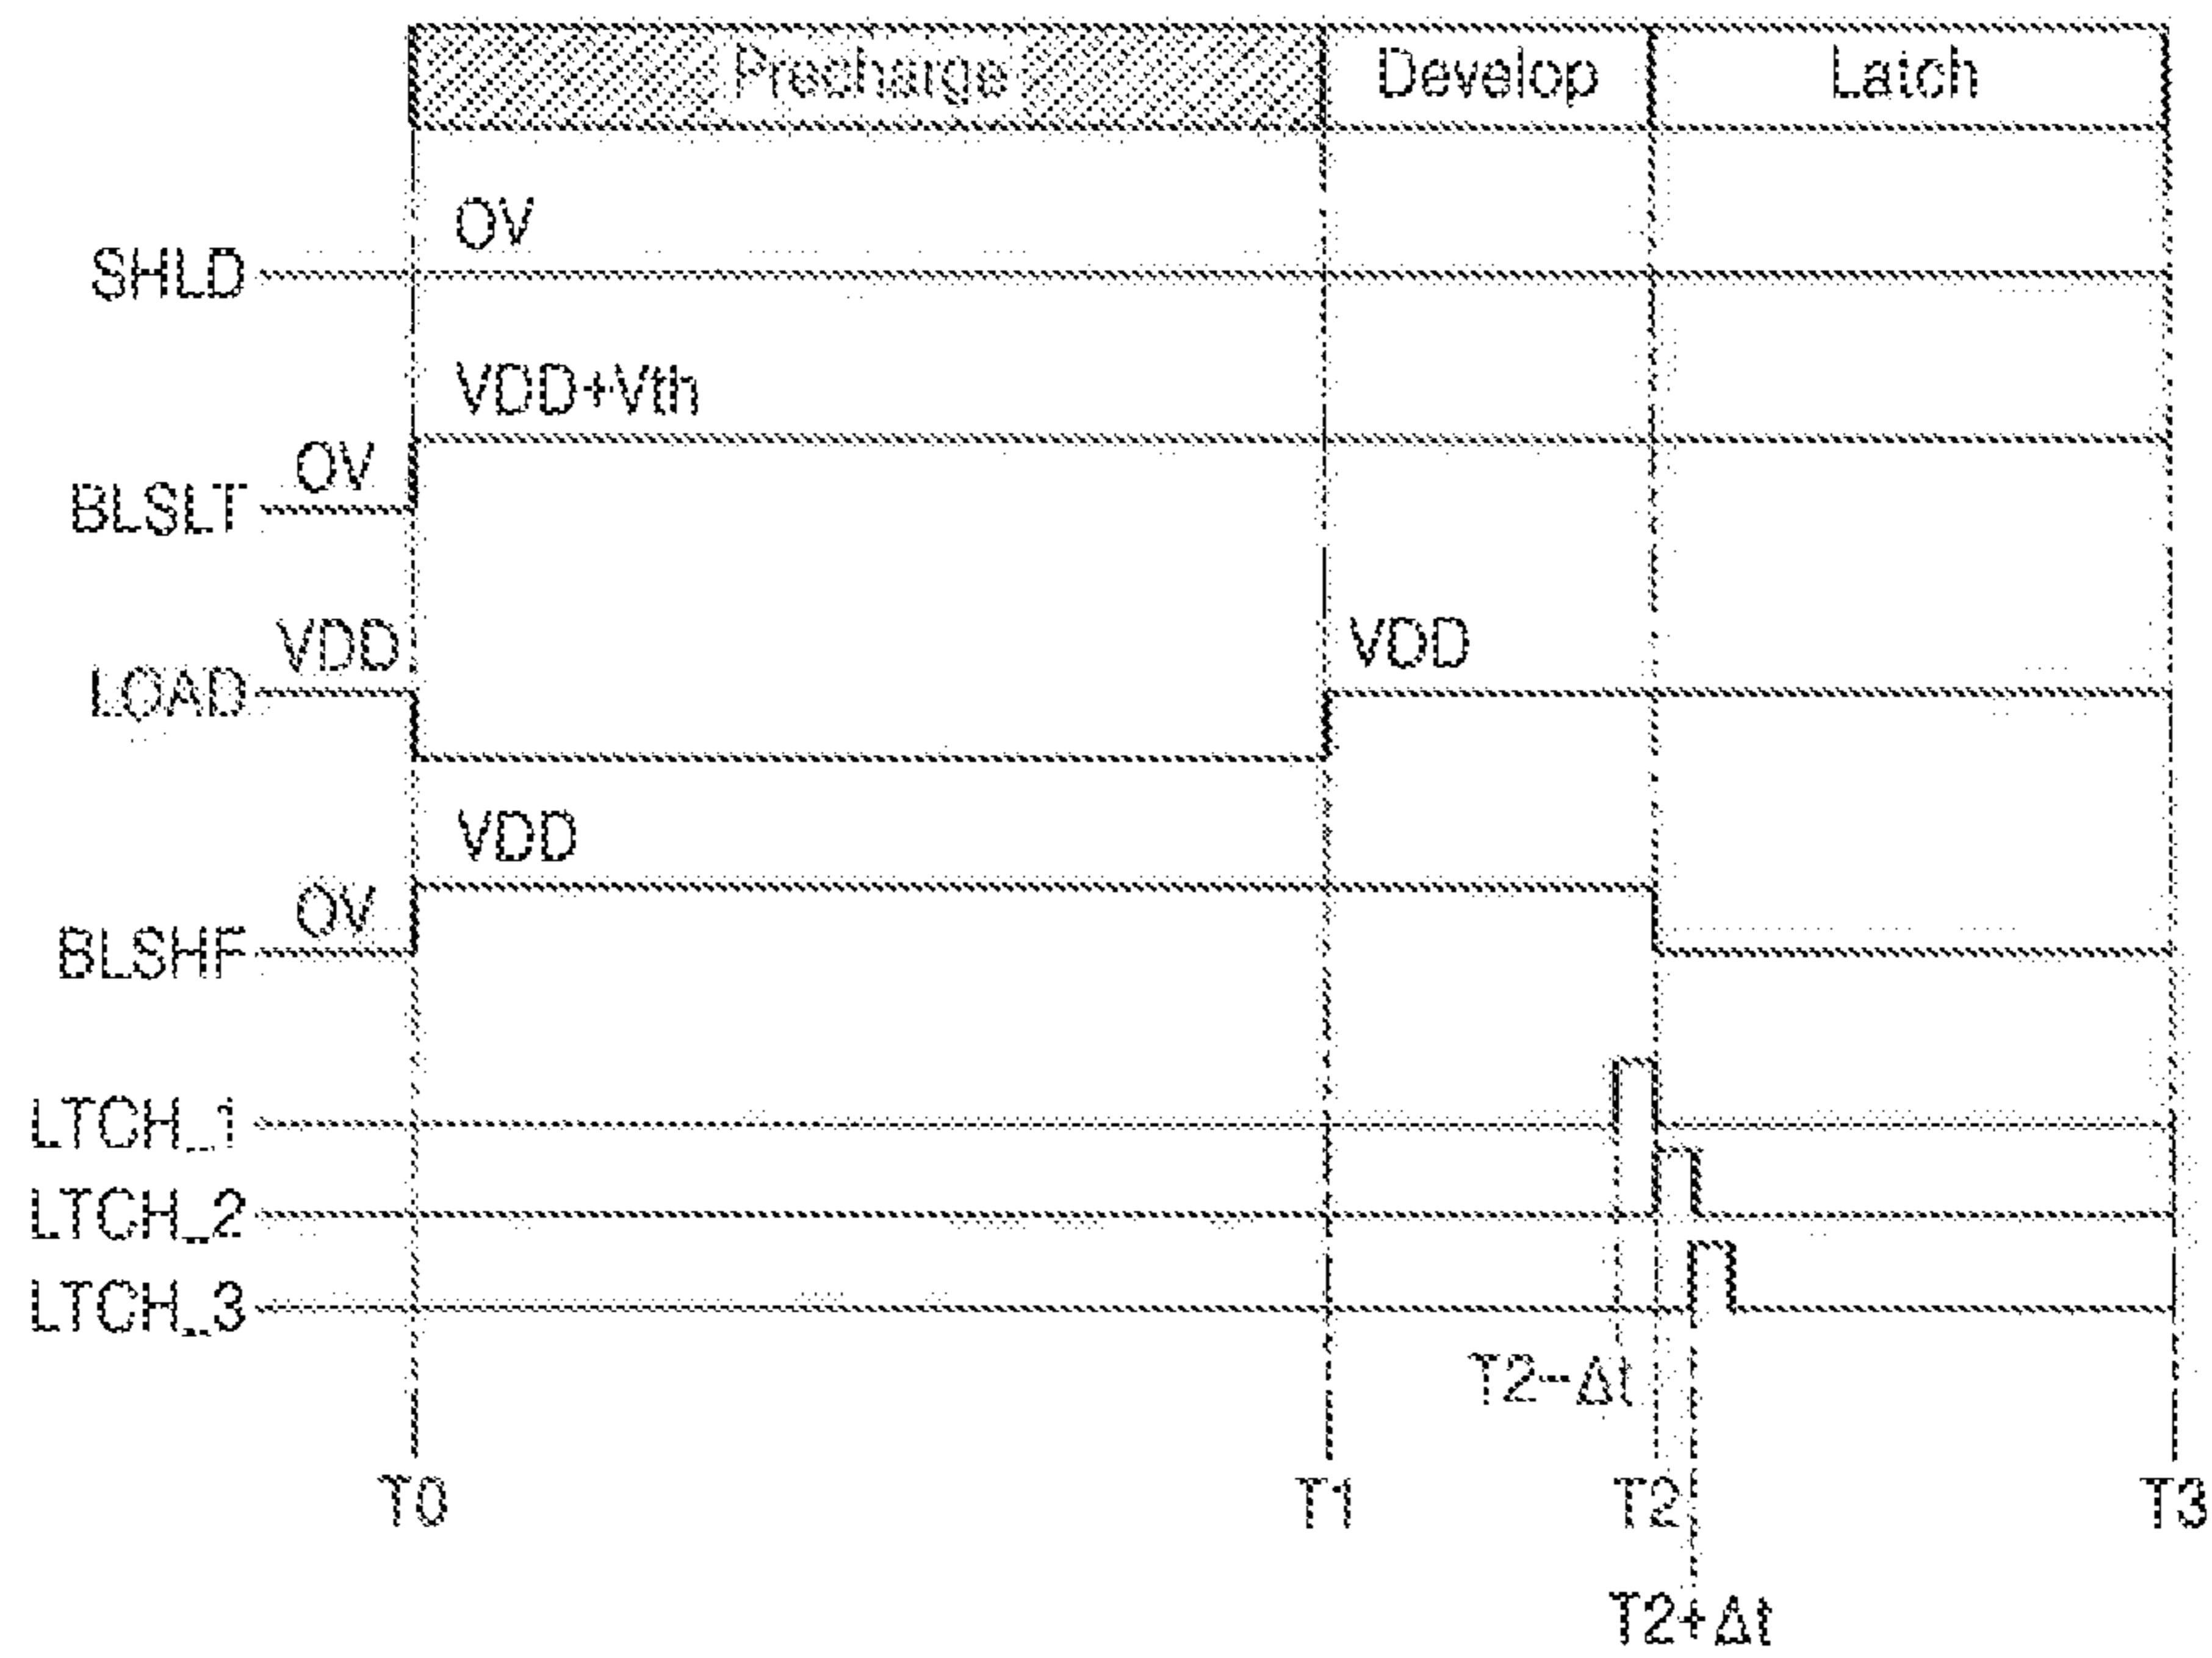 Precharge Develop Latch
0V
SHLD
VDD+Vth
0V
BLSLT
VDD VDD
LOAD
VDD
0V
BLSHF
LTCH_1
LTCH_2
LTCH_3
T2-Δt
T0 T1 T2 T3
T2+Δt